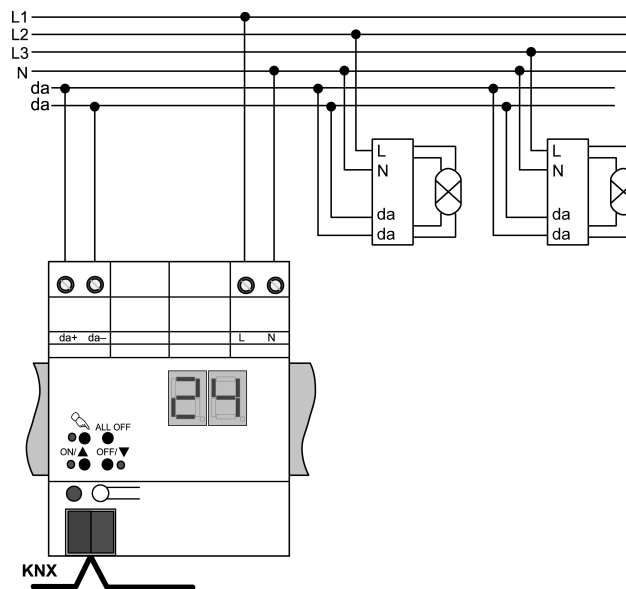 L1
L2
L3
N
da
da
L
N
da
da
L
N
da
da
da+ da– L N
24
ALL OFF
ON/▲ OFF/▼
KNX